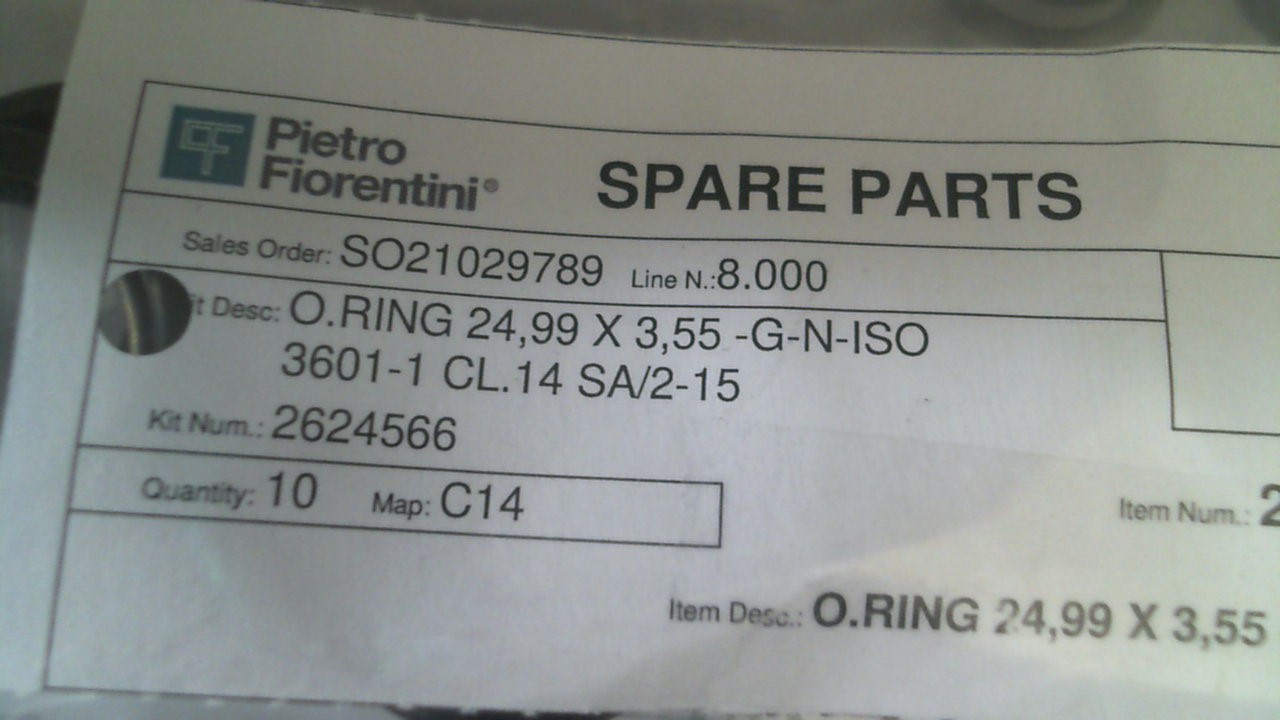 Pietro
Fiorentini®
SPARE PARTS
Sales Order: SO21029789 Line N.:8.000
it Desc: O.RING 24,99 X 3,55 -G-N-ISO
3601-1 CL.14 SA/2-15
Kit Num.: 2624566
Quantity: 10 Map: C14
Item Num.: 2
Item Desc.: O.RING 24,99 X 3,55